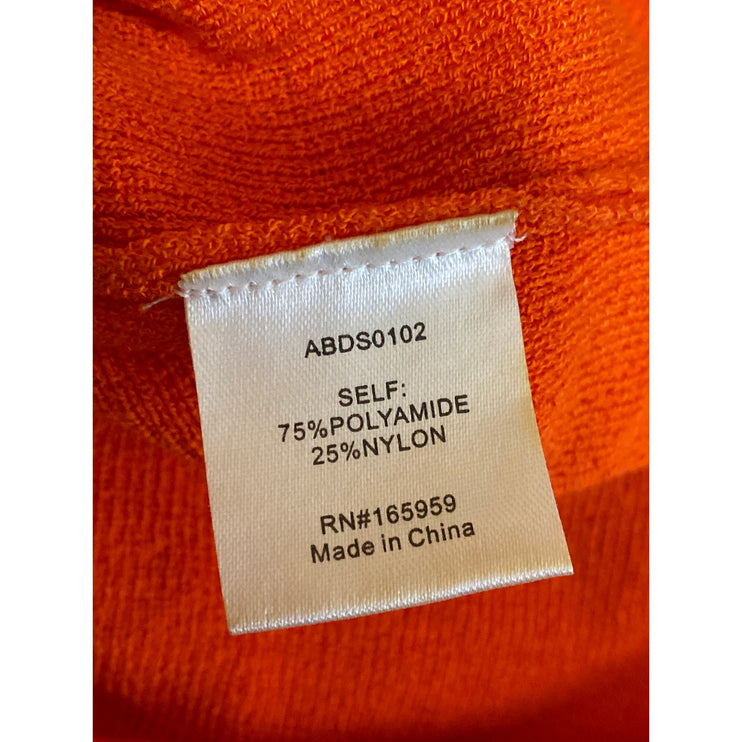 ABDS0102
SELF:
75%POLYAMIDE
25%NYLON
RN#165959
Made in China